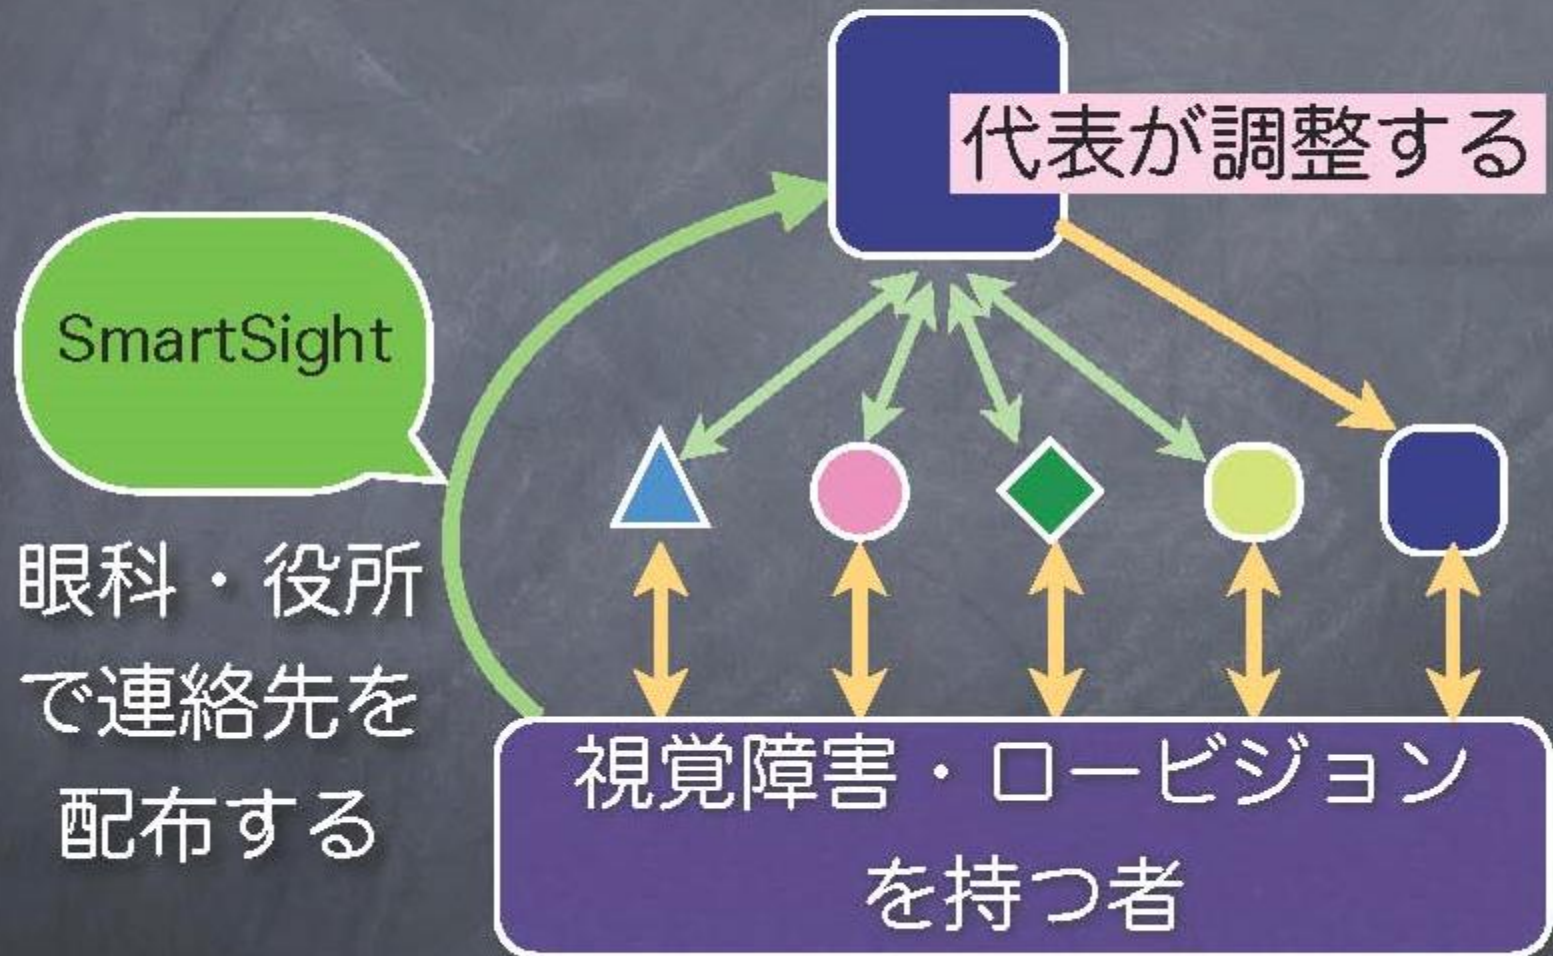 代表が調整する
SmartSight
眼科・役所
で連絡先を
配布する
視覚障害・ロービジョン
を持つ者